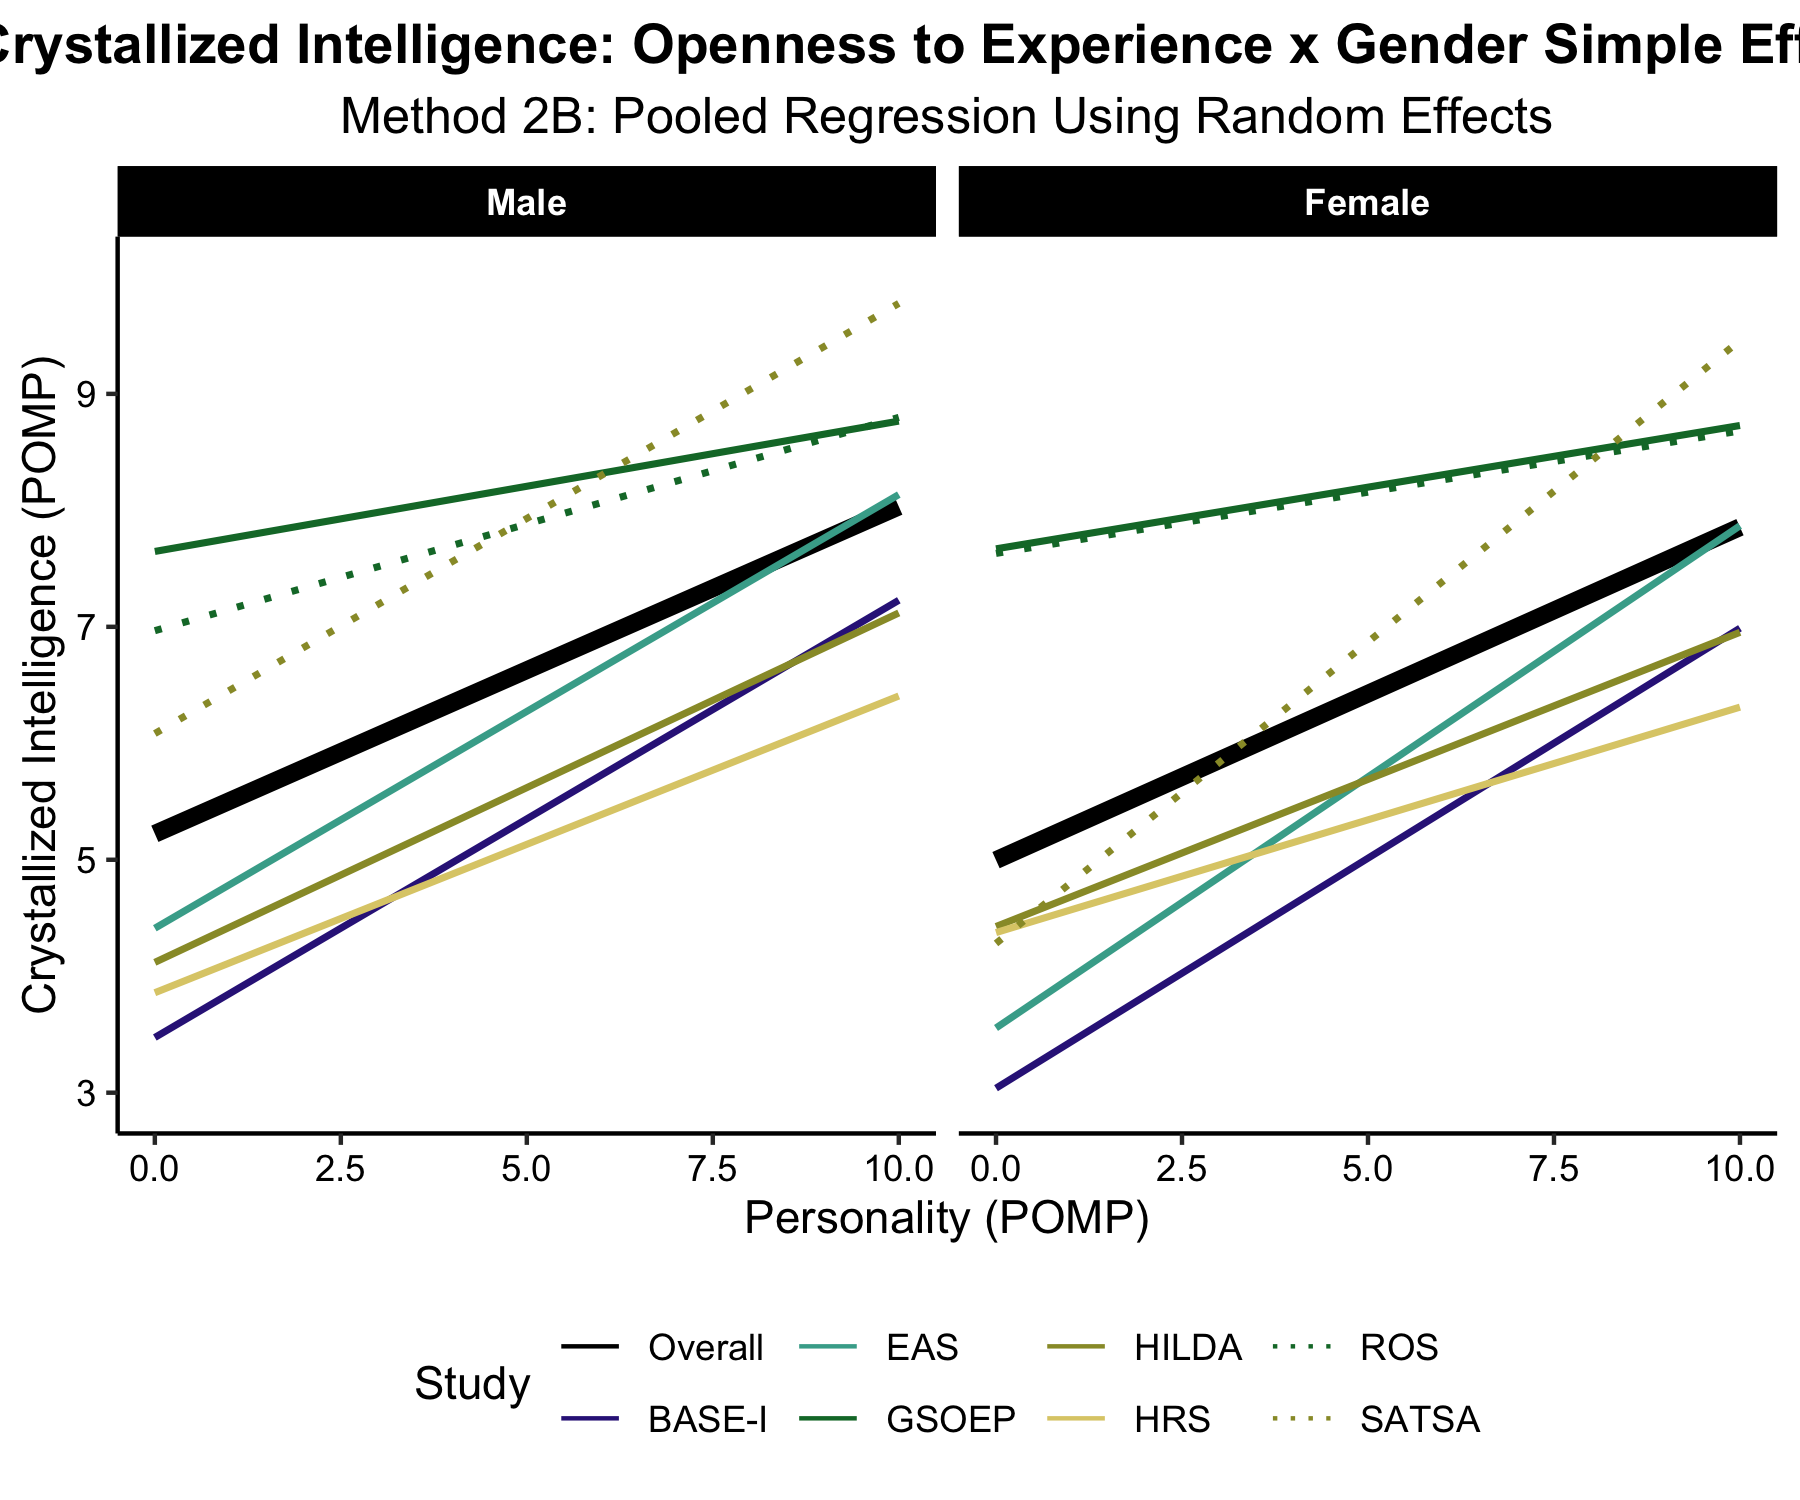 Crystallized Intelligence: Openness to Experience x Gender Simple Eff
Method 2B: Pooled Regression Using Random Effects
Male
Female
Crystallized Intelligence (POMP)
9
7
5
3
0.0 2.5 5.0 7.5 10.0
0.0 2.5 5.0 7.5 10.0
Personality (POMP)
Study
Overall EAS HILDA ROS
BASE-I GSOEP HRS SATSA